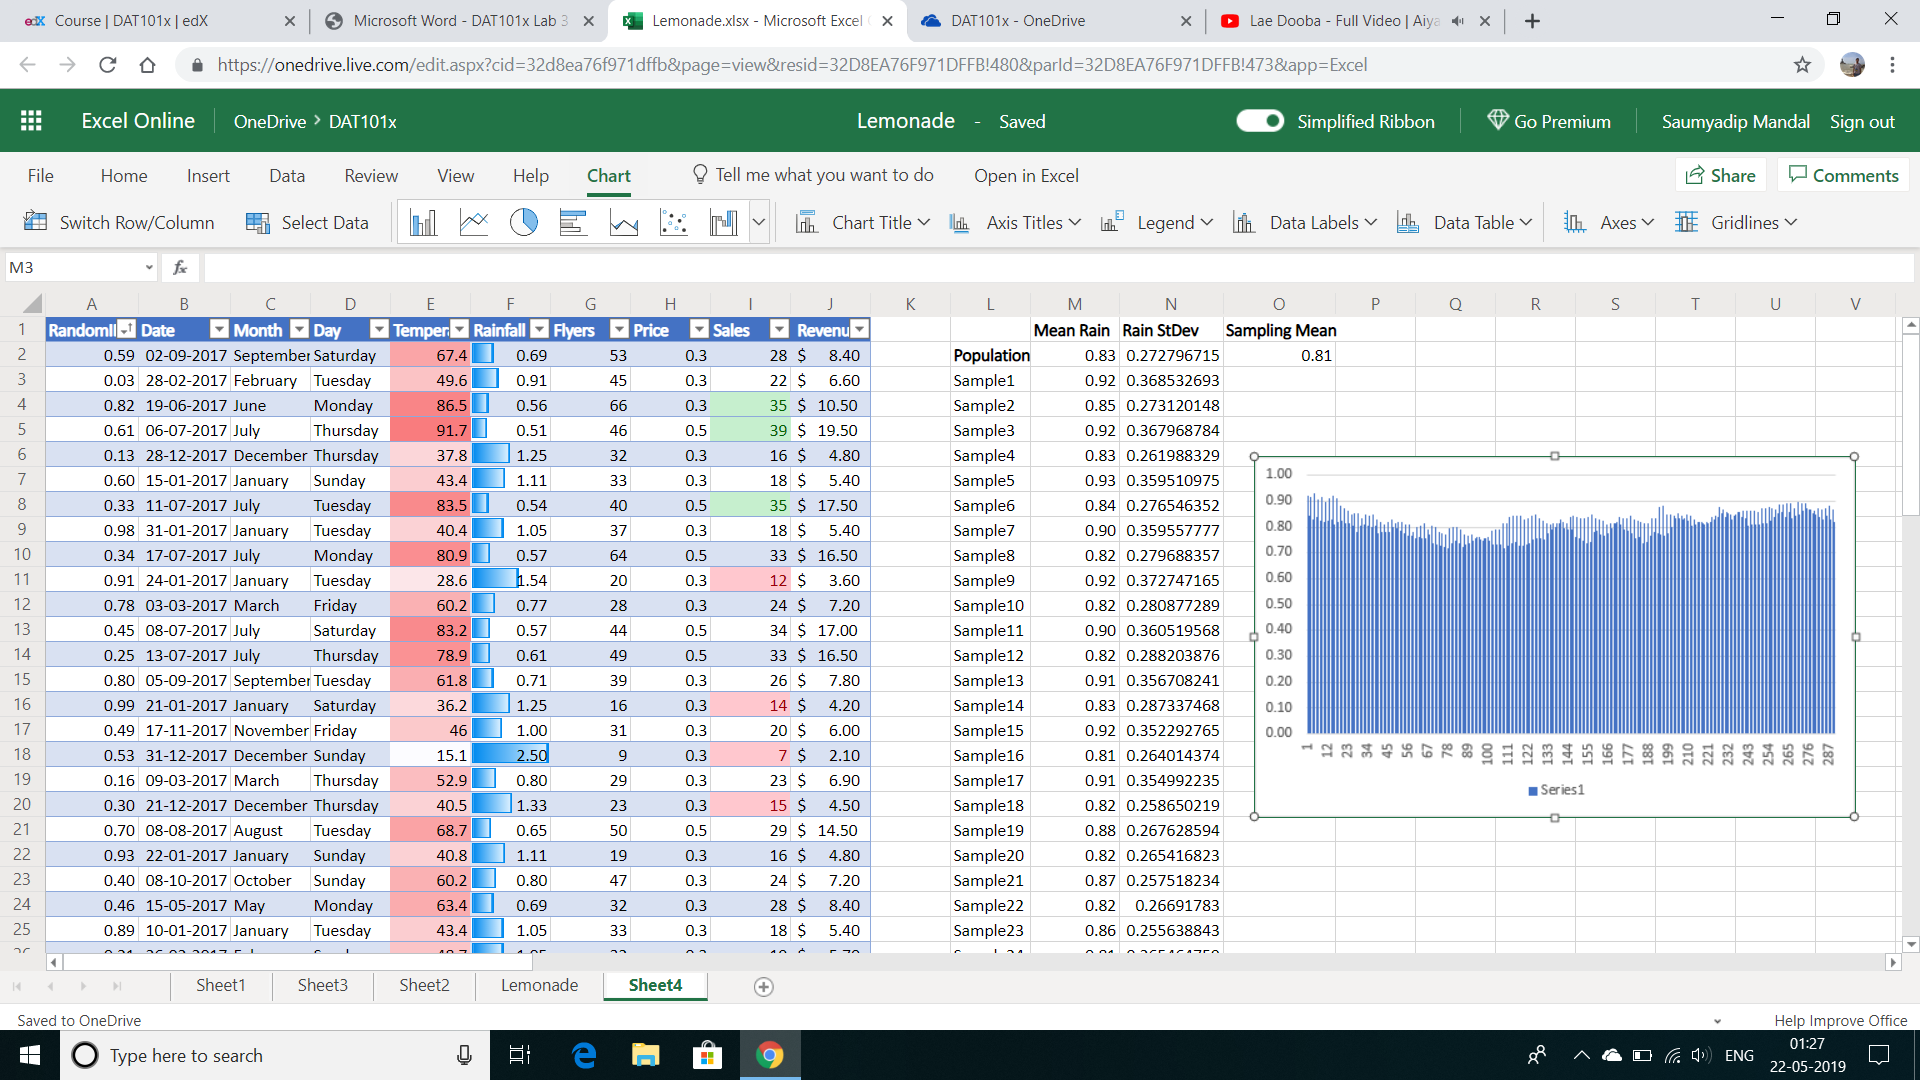 Course | DAT101x | edX
Microsoft Word - DAT101x Lab 3
Lemonade.xlsx - Microsoft Excel
DAT101x - OneDrive
Lae Dooba - Full Video | Aiya
https://onedrive.live.com/edit.aspx?cid=32d8ea76f971dffb&page=view&resid=32D8EA76F971DFFB!480&parId=32D8EA76F971DFFB!473&app=Excel
Excel Online OneDrive > DAT101x Lemonade - Saved Simplified Ribbon Go Premium Saumyadip Mandal Sign out
File Home Insert Data Review View Help Chart Tell me what you want to do Open in Excel Share Comments
Switch Row/Column Select Data Chart Title Axis Titles Legend Data Labels Data Table Axes Gridlines
M3 fx
A B C D E F G H I J K L M N O P Q R S T U V
1 RandomI Date Month Day Temper Rainfall Flyers Price Sales Revenu Mean Rain Rain StDev Sampling Mean
2 0.59 02-09-2017 September Saturday 67.4 0.69 53 0.3 28 $ 8.40 Population 0.83 0.272796715 0.81
3 0.03 28-02-2017 February Tuesday 49.6 0.91 45 0.3 22 $ 6.60 Sample1 0.92 0.368532693
4 0.82 19-06-2017 June Monday 86.5 0.56 66 0.3 35 $ 10.50 Sample2 0.85 0.273120148
5 0.61 06-07-2017 July Thursday 91.7 0.51 46 0.5 39 $ 19.50 Sample3 0.92 0.367968784
6 0.13 28-12-2017 December Thursday 37.8 1.25 32 0.3 16 $ 4.80 Sample4 0.83 0.261988329
7 0.60 15-01-2017 January Sunday 43.4 1.11 33 0.3 18 $ 5.40 Sample5 0.93 0.359510975
8 0.33 11-07-2017 July Tuesday 83.5 0.54 40 0.5 35 $ 17.50 Sample6 0.84 0.276546352
9 0.98 31-01-2017 January Tuesday 40.4 1.05 37 0.3 18 $ 5.40 Sample7 0.90 0.359557777
10 0.34 17-07-2017 July Monday 80.9 0.57 64 0.5 33 $ 16.50 Sample8 0.82 0.279688357
11 0.91 24-01-2017 January Tuesday 28.6 1.54 20 0.3 12 $ 3.60 Sample9 0.92 0.372747165
12 0.78 03-03-2017 March Friday 60.2 0.77 28 0.3 24 $ 7.20 Sample10 0.82 0.280877289
13 0.45 08-07-2017 July Saturday 83.2 0.57 44 0.5 34 $ 17.00 Sample11 0.90 0.360519568
14 0.25 13-07-2017 July Thursday 78.9 0.61 49 0.5 33 $ 16.50 Sample12 0.82 0.288203876
15 0.80 05-09-2017 September Tuesday 61.8 0.71 39 0.3 26 $ 7.80 Sample13 0.91 0.356708241
16 0.99 21-01-2017 January Saturday 36.2 1.25 16 0.3 14 $ 4.20 Sample14 0.83 0.287337468
17 0.49 17-11-2017 November Friday 46 1.00 31 0.3 20 $ 6.00 Sample15 0.92 0.352292765
18 0.53 31-12-2017 December Sunday 15.1 2.50 9 0.3 7 $ 2.10 Sample16 0.81 0.264014374
19 0.16 09-03-2017 March Thursday 52.9 0.80 29 0.3 23 $ 6.90 Sample17 0.91 0.354992235
20 0.30 21-12-2017 December Thursday 40.5 1.33 23 0.3 15 $ 4.50 Sample18 0.82 0.258650219
21 0.70 08-08-2017 August Tuesday 68.7 0.65 50 0.5 29 $ 14.50 Sample19 0.88 0.267628594
22 0.93 22-01-2017 January Sunday 40.8 1.11 19 0.3 16 $ 4.80 Sample20 0.82 0.265416823
23 0.40 08-10-2017 October Sunday 60.2 0.80 47 0.3 24 $ 7.20 Sample21 0.87 0.257518234
24 0.46 15-05-2017 May Monday 63.4 0.69 32 0.3 28 $ 8.40 Sample22 0.82 0.26691783
25 0.89 10-01-2017 January Tuesday 43.4 1.05 33 0.3 18 $ 5.40 Sample23 0.86 0.255638843
1.00
0.90
0.80
0.70
0.60
0.50
0.40
0.30
0.20
0.10
0.00
1 12 23 34 45 56 67 78 89 100 111 122 133 144 155 166 177 188 199 210 221 232 243 254 265 276 287
Series1
Sheet1 Sheet3 Sheet2 Lemonade Sheet4
Saved to OneDrive Help Improve Office
Type here to search
ENG
01:27
22-05-2019